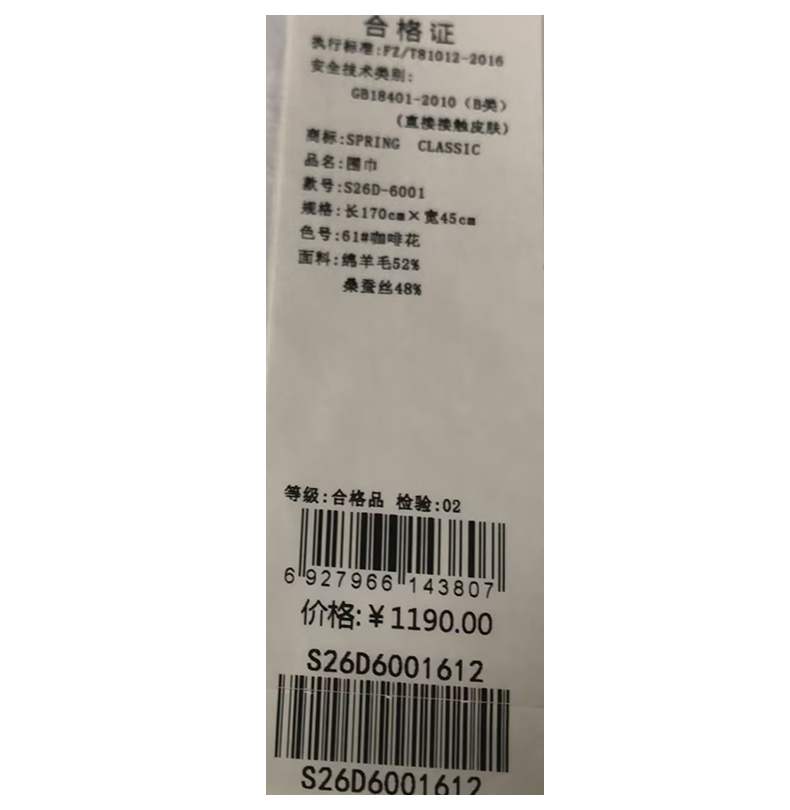 合格证
执行标准:FZ/T81012-2016
安全技术类别:
GB18401-2010（B类）
（直接接触皮肤）
商标:SPRING CLASSIC
品名:围巾
款号:S26D-6001
规格:长170cm×宽45cm
色号:61#咖啡花
面料:绵羊毛52%
桑蚕丝48%
等级:合格品 检验:02
6 927966 143807
价格:￥1190.00
S26D6001612
S26D6001612